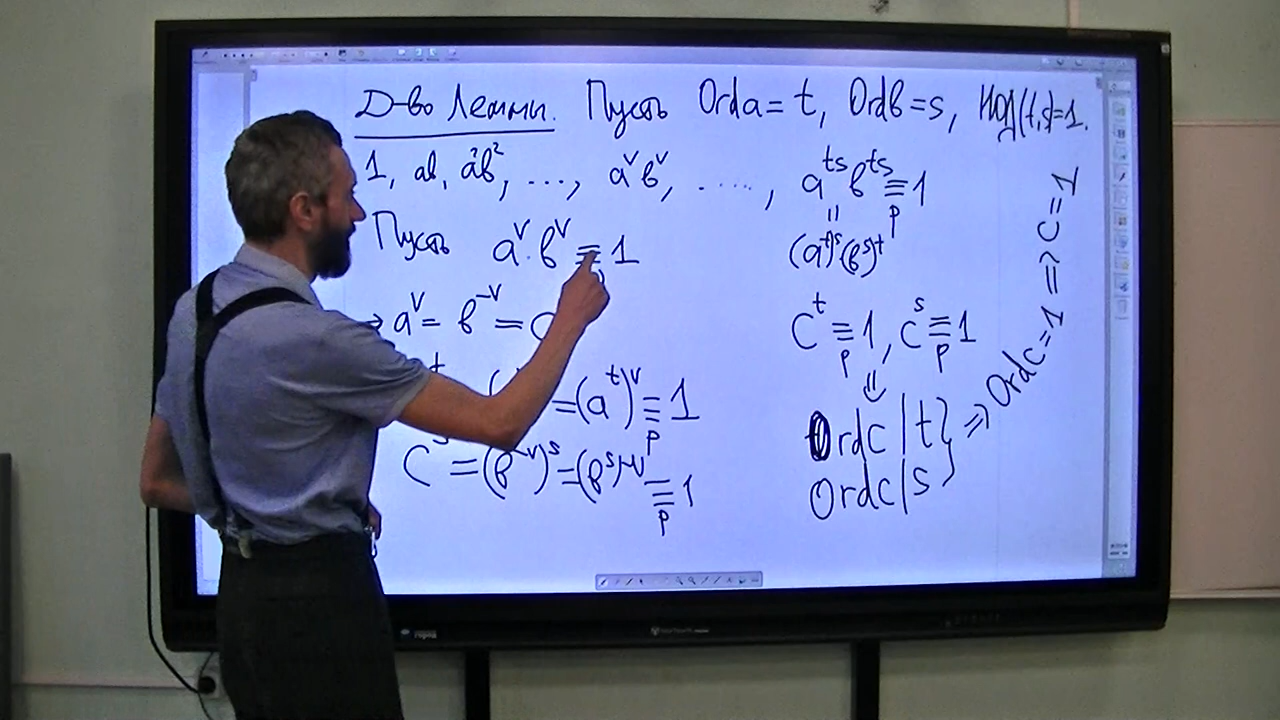 Д-во Леммы. Пусть Ord a = t, Ord b = s, НОД(t,s)=1.
1, ab, a²b², ..., aᵛbᵛ, ....., aᵗˢbᵗˢ ≡ 1
p
"
(aᵗ)ˢ(bˢ)ᵗ
Пусть aᵛ·bᵛ ≡ 1
⇒ aᵛ = b⁻ᵛ = c
=(aᵗ)ᵛ ≡ 1
p
Cˢ = (b⁻ᵛ)ˢ = (bˢ)⁻ᵛ ≡ 1
p
Cᵗ ≡ 1, Cˢ ≡ 1
p p
⇓
Ord c | t } ⇒ Ord c = 1 ⇒ c = 1
Ord c | s